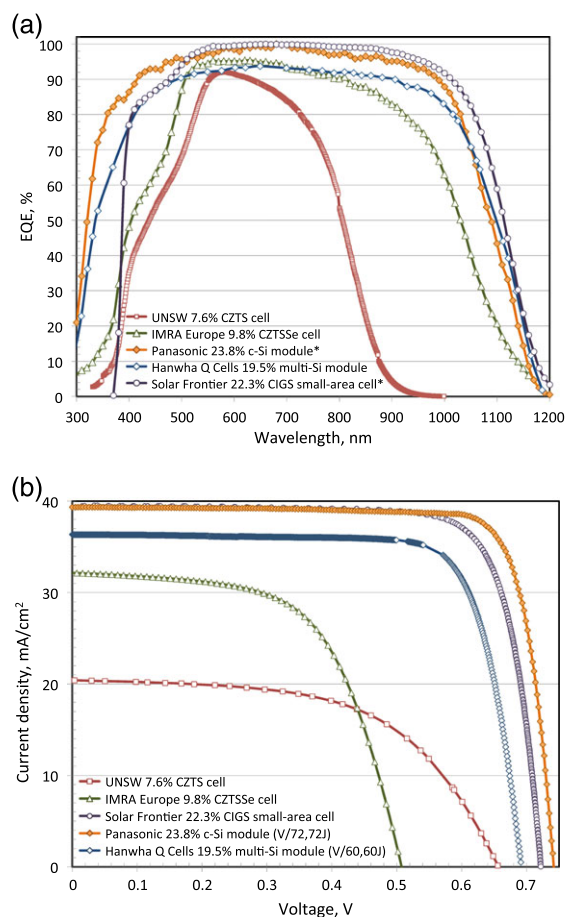 (a)
100
90
80
70
60
50
40
30
20
10
0
EQE, %
UNSW 7.6% CZTS cell
IMRA Europe 9.8% CZTSSe cell
Panasonic 23.8% c-Si module*
Hanwha Q Cells 19.5% multi-Si module
Solar Frontier 22.3% CIGS small-area cell*
300 400 500 600 700 800 900 1000 1100 1200
Wavelength, nm
(b)
40
30
20
10
0
Current density, mA/cm²
UNSW 7.6% CZTS cell
IMRA Europe 9.8% CZTSSe cell
Solar Frontier 22.3% CIGS small-area cell
Panasonic 23.8% c-Si module (V/72,72J)
Hanwha Q Cells 19.5% multi-Si module (V/60,60J)
0 0.1 0.2 0.3 0.4 0.5 0.6 0.7
Voltage, V